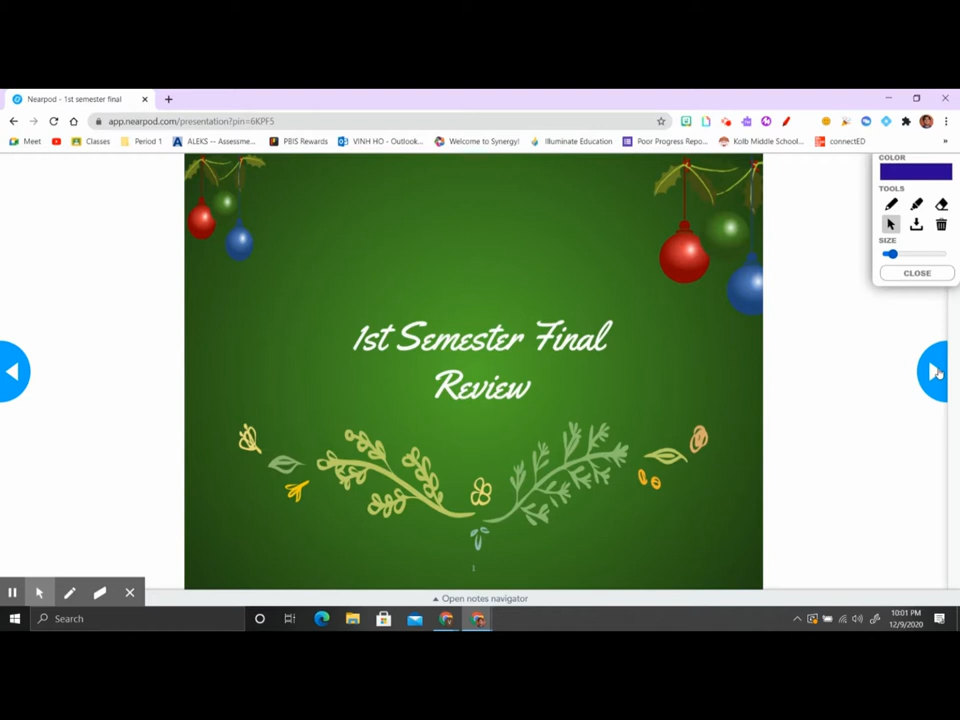 Nearpod - 1st semester final
app.nearpod.com/presentation?pin=6KPF5
Meet
Classes
Period 1
ALEKS -- Assessme...
PBIS Rewards
VINH HO - Outlook...
Welcome to Synergy!
Illuminate Education
Poor Progress Repo...
Kolb Middle School...
connectED
»
COLOR
TOOLS
SIZE
CLOSE
1st Semester Final
Review
1
Open notes navigator
Search
10:01 PM
12/9/2020